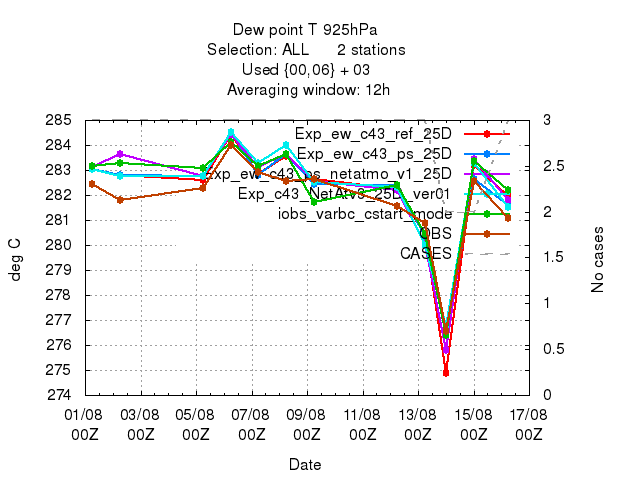 Dew point T 925hPa
Selection: ALL 2 stations
Used {00,06} + 03
Averaging window: 12h
285
284
283
282
281
280
279
278
277
276
275
274
deg C
3
2.5
2
1.5
1
0.5
0
No cases
Exp_ew_c43_ref_25D
Exp_ew_c43_ps_25D
Exp_ew_c43_ps_netatmo_v1_25D
Exp_c43_NetAtv3_25D_ver01
iobs_varbc_cstart_mode
OBS
CASES
01/08 03/08 05/08 07/08 09/08 11/08 13/08 15/08 17/08
00Z 00Z 00Z 00Z 00Z 00Z 00Z 00Z 00Z
Date